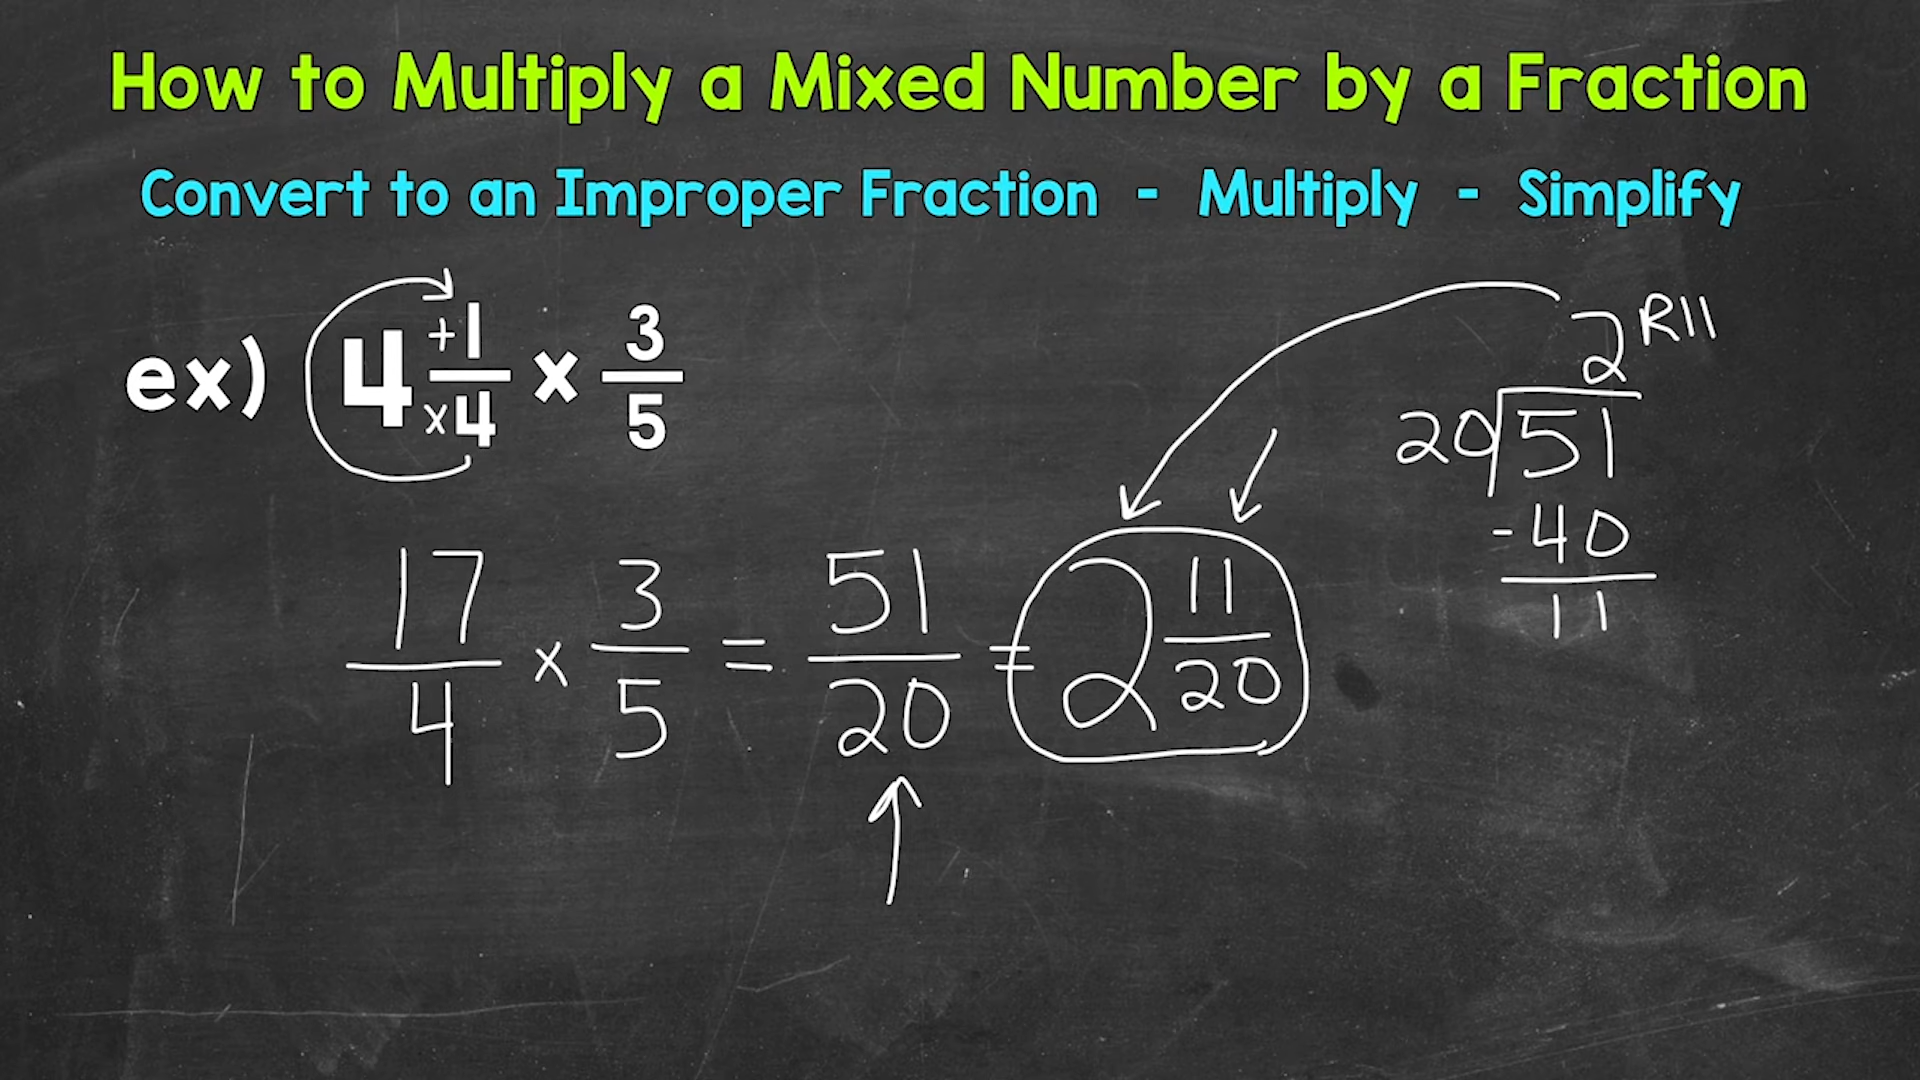 How to Multiply a Mixed Number by a Fraction
Convert to an Improper Fraction - Multiply - Simplify
ex) 4 +1/×4 × 3/5
17/4 × 3/5 = 51/20 = 2 11/20
2 R11
20 51
-40
11